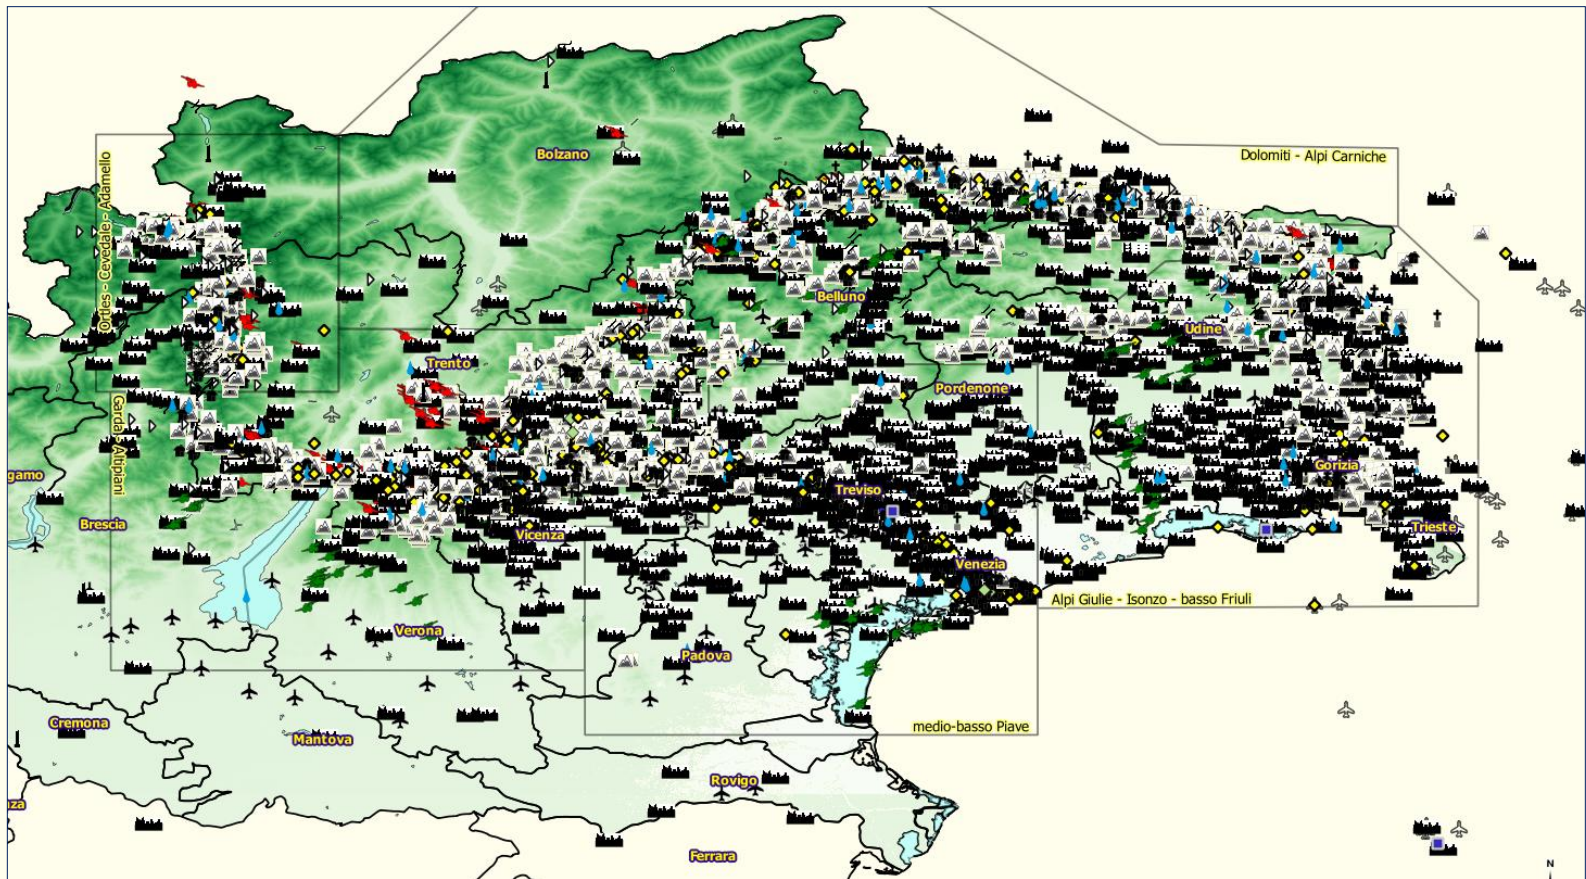 Dolomiti - Alpi Carniche
Bolzano
Ortles - Cevedale - Adamello
Belluno
Udine
Trento
Pordenone
Garda - Altipiani
Gorizia
gamo
Treviso
Brescia
Trieste
Vicenza
Venezia
Alpi Giulie - Isonzo - basso Friuli
Verona
Padova
Cremona
medio-basso Piave
Mantova
Rovigo
nza
Ferrara
N